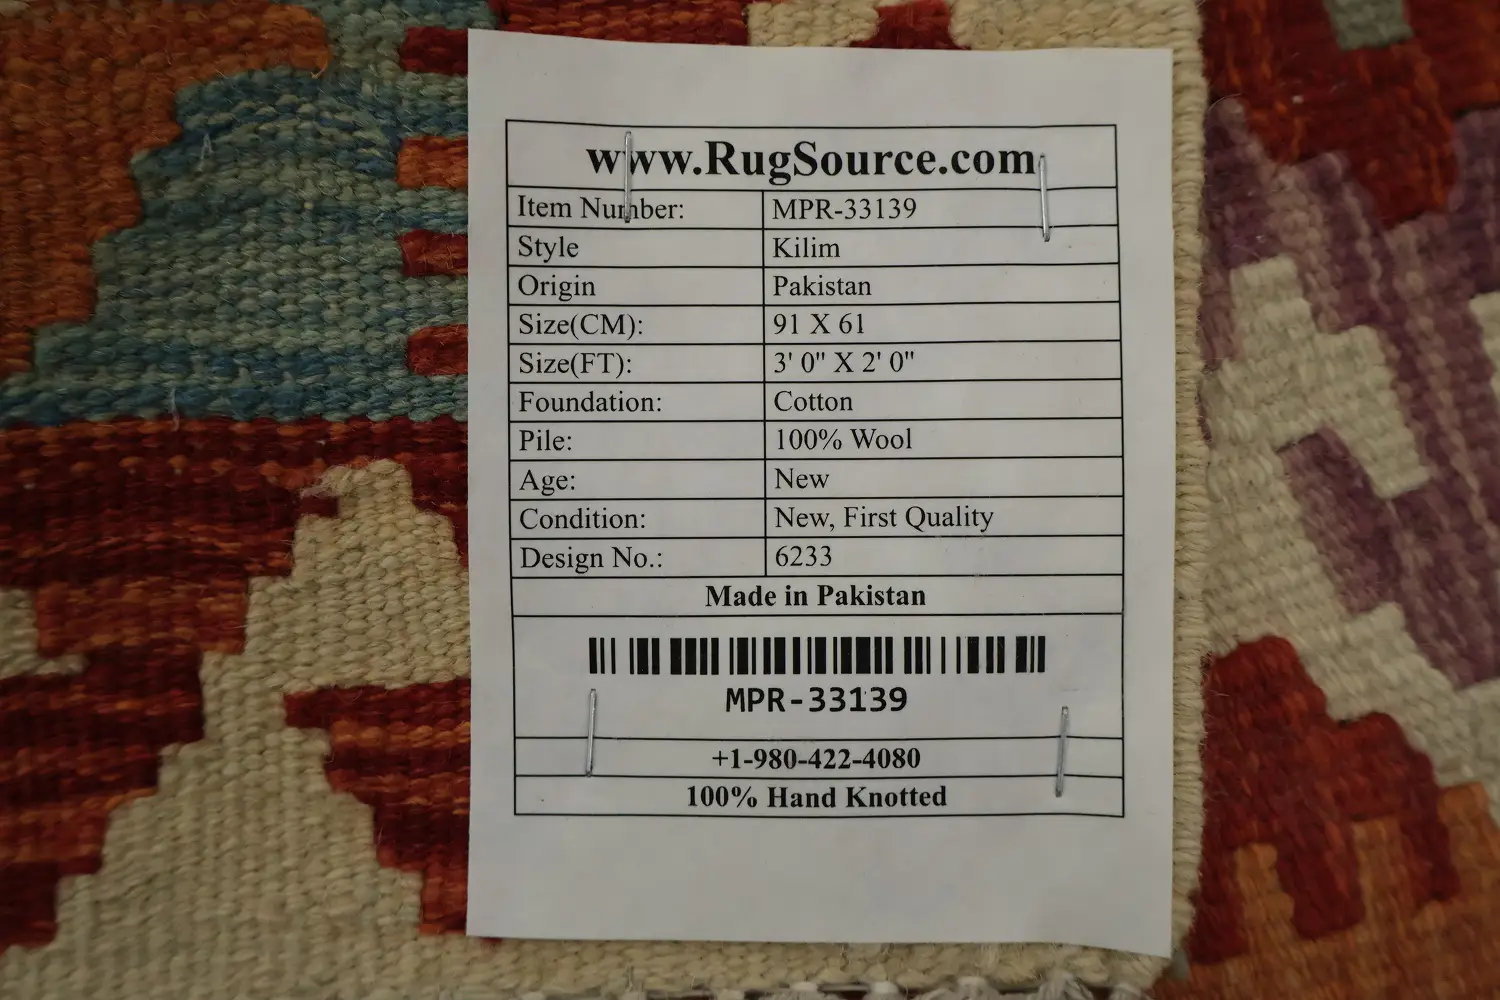 www.RugSource.com
Item Number: MPR-33139
Style Kilim
Origin Pakistan
Size(CM): 91 X 61
Size(FT): 3' 0" X 2' 0"
Foundation: Cotton
Pile: 100% Wool
Age: New
Condition: New, First Quality
Design No.: 6233
Made in Pakistan
MPR-33139
+1-980-422-4080
100% Hand Knotted